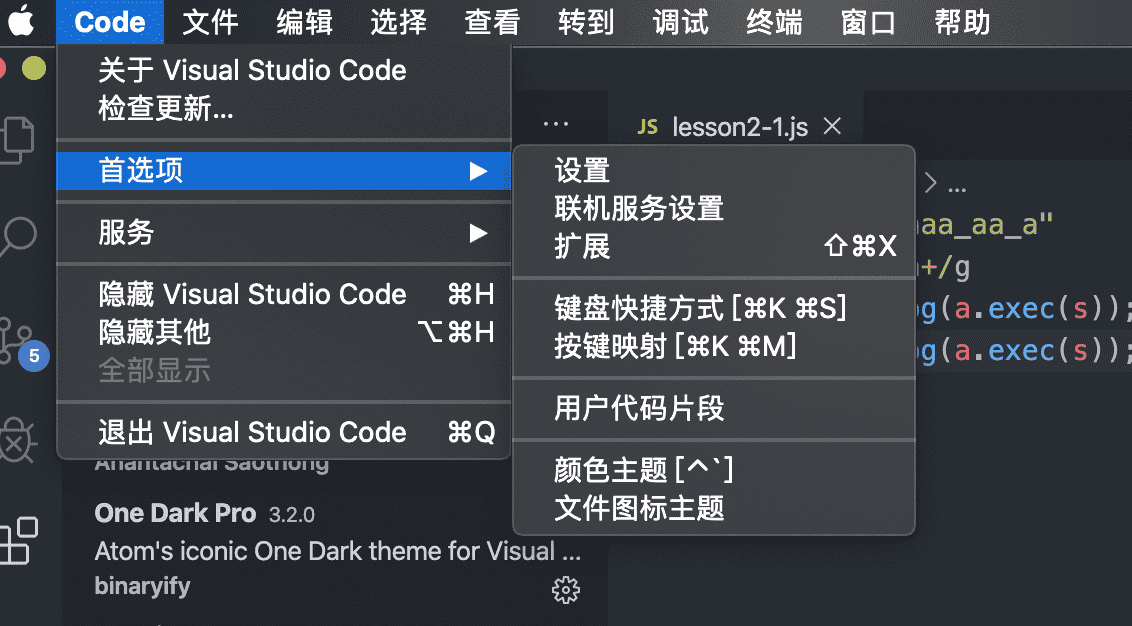 Code 文件 编辑 选择 查看 转到 调试 终端 窗口 帮助
关于 Visual Studio Code
检查更新...
首选项 ▶
服务 ▶
隐藏 Visual Studio Code ⌘H
隐藏其他 ⌥⌘H
全部显示
退出 Visual Studio Code ⌘Q
设置
联机服务设置
扩展 ⇧⌘X
键盘快捷方式 [⌘K ⌘S]
按键映射 [⌘K ⌘M]
用户代码片段
颜色主题 [^`]
文件图标主题
...
JS lesson2-1.js ×
> ...
aa_aa_a"
+/g
g(a.exec(s));
g(a.exec(s));
5
Anantachai Saothong
One Dark Pro 3.2.0
Atom's iconic One Dark theme for Visual ...
binaryify